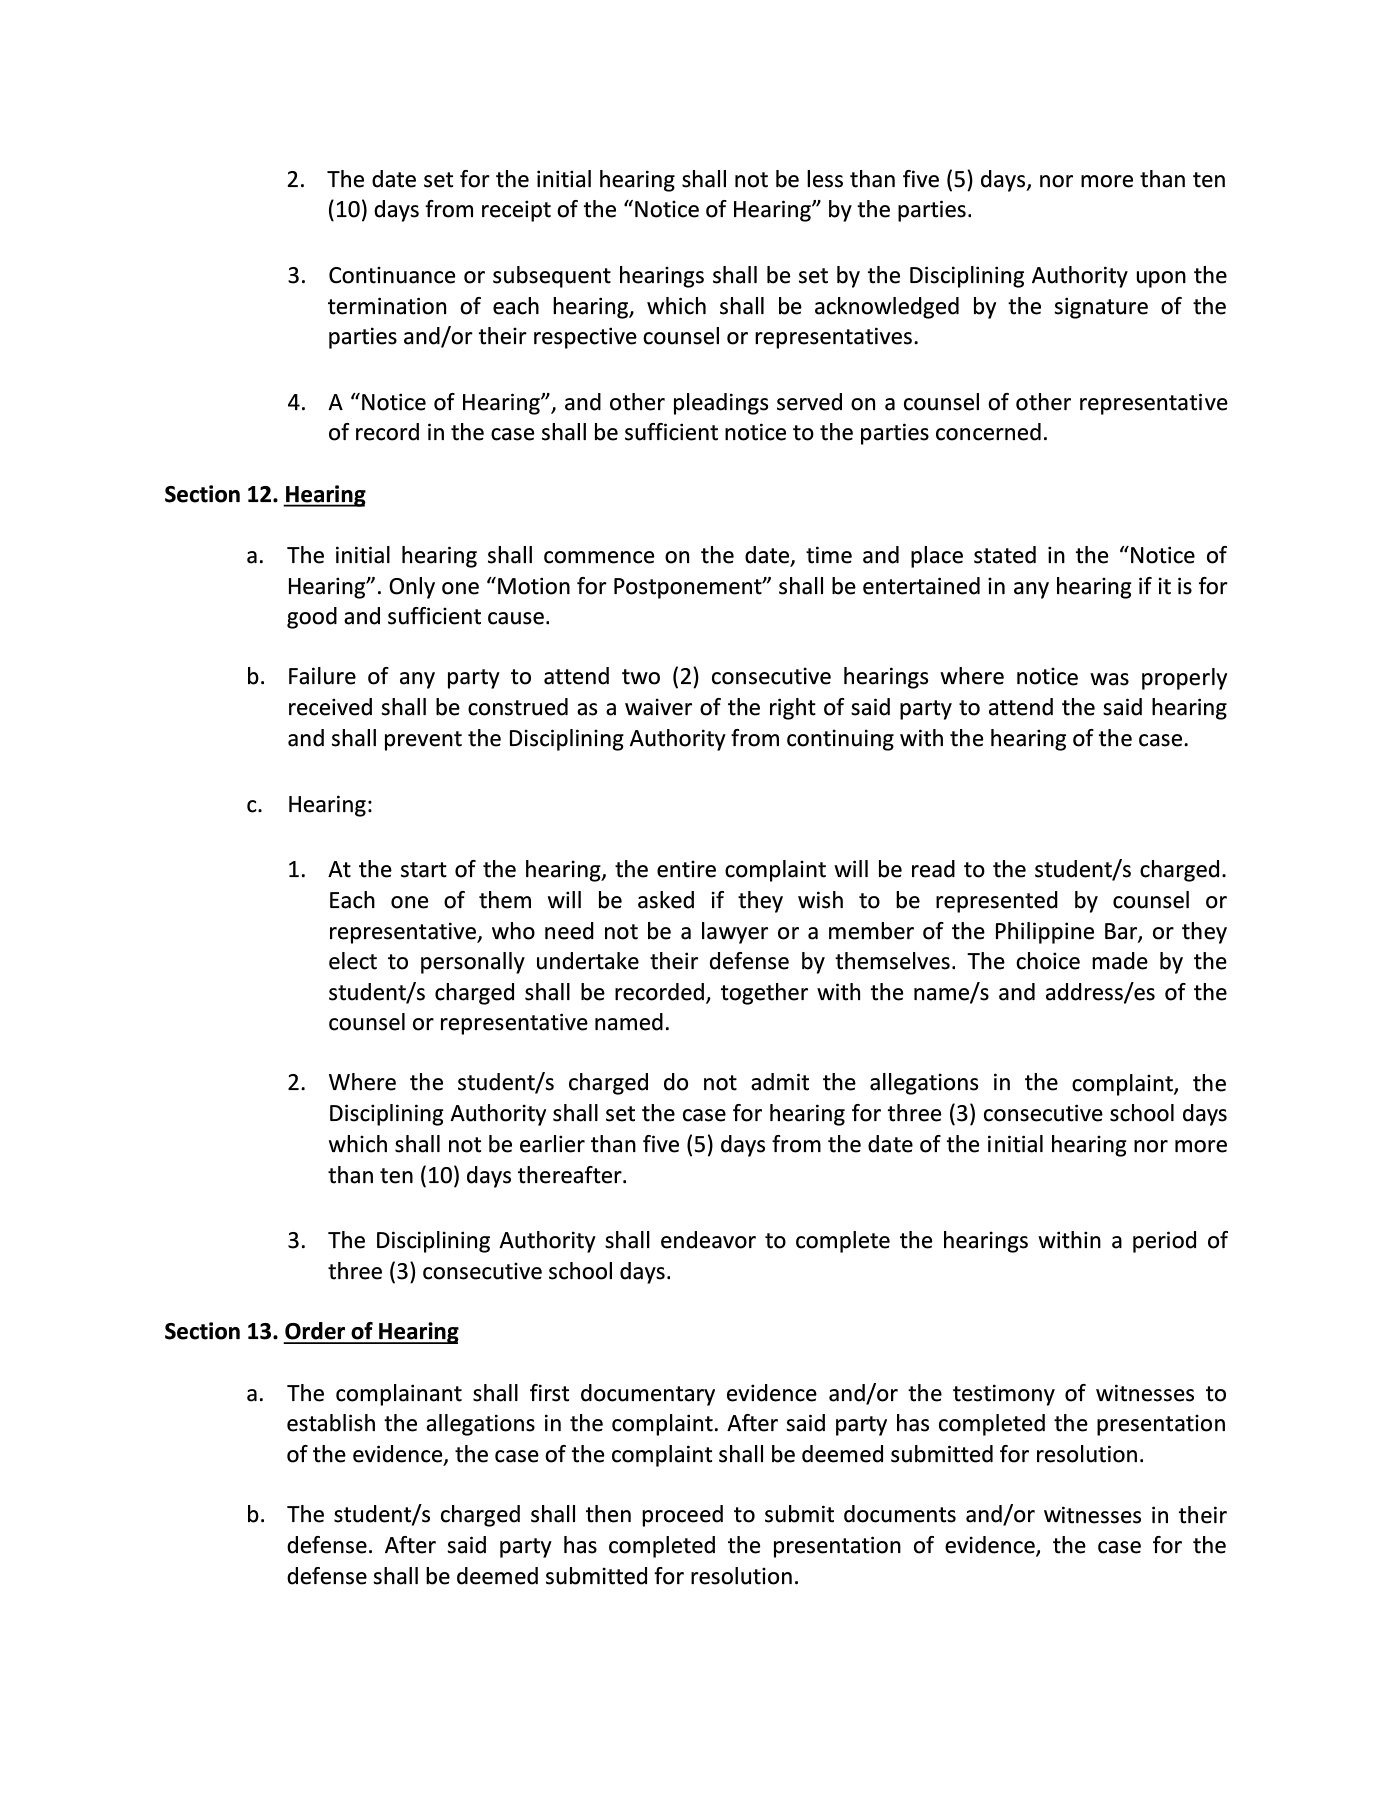 2. The date set for the initial hearing shall not be less than five (5) days, nor more than ten
(10) days from receipt of the “Notice of Hearing” by the parties.
3. Continuance or subsequent hearings shall be set by the Disciplining Authority upon the
termination of each hearing, which shall be acknowledged by the signature of the
parties and/or their respective counsel or representatives.
4. A “Notice of Hearing”, and other pleadings served on a counsel of other representative
of record in the case shall be sufficient notice to the parties concerned.
Section 12. Hearing
a. The initial hearing shall commence on the date, time and place stated in the “Notice of
Hearing”. Only one “Motion for Postponement” shall be entertained in any hearing if it is for
good and sufficient cause.
b. Failure of any party to attend two (2) consecutive hearings where notice was properly
received shall be construed as a waiver of the right of said party to attend the said hearing
and shall prevent the Disciplining Authority from continuing with the hearing of the case.
c. Hearing:
1. At the start of the hearing, the entire complaint will be read to the student/s charged.
Each one of them will be asked if they wish to be represented by counsel or
representative, who need not be a lawyer or a member of the Philippine Bar, or they
elect to personally undertake their defense by themselves. The choice made by the
student/s charged shall be recorded, together with the name/s and address/es of the
counsel or representative named.
2. Where the student/s charged do not admit the allegations in the complaint, the
Disciplining Authority shall set the case for hearing for three (3) consecutive school days
which shall not be earlier than five (5) days from the date of the initial hearing nor more
than ten (10) days thereafter.
3. The Disciplining Authority shall endeavor to complete the hearings within a period of
three (3) consecutive school days.
Section 13. Order of Hearing
a. The complainant shall first documentary evidence and/or the testimony of witnesses to
establish the allegations in the complaint. After said party has completed the presentation
of the evidence, the case of the complaint shall be deemed submitted for resolution.
b. The student/s charged shall then proceed to submit documents and/or witnesses in their
defense. After said party has completed the presentation of evidence, the case for the
defense shall be deemed submitted for resolution.